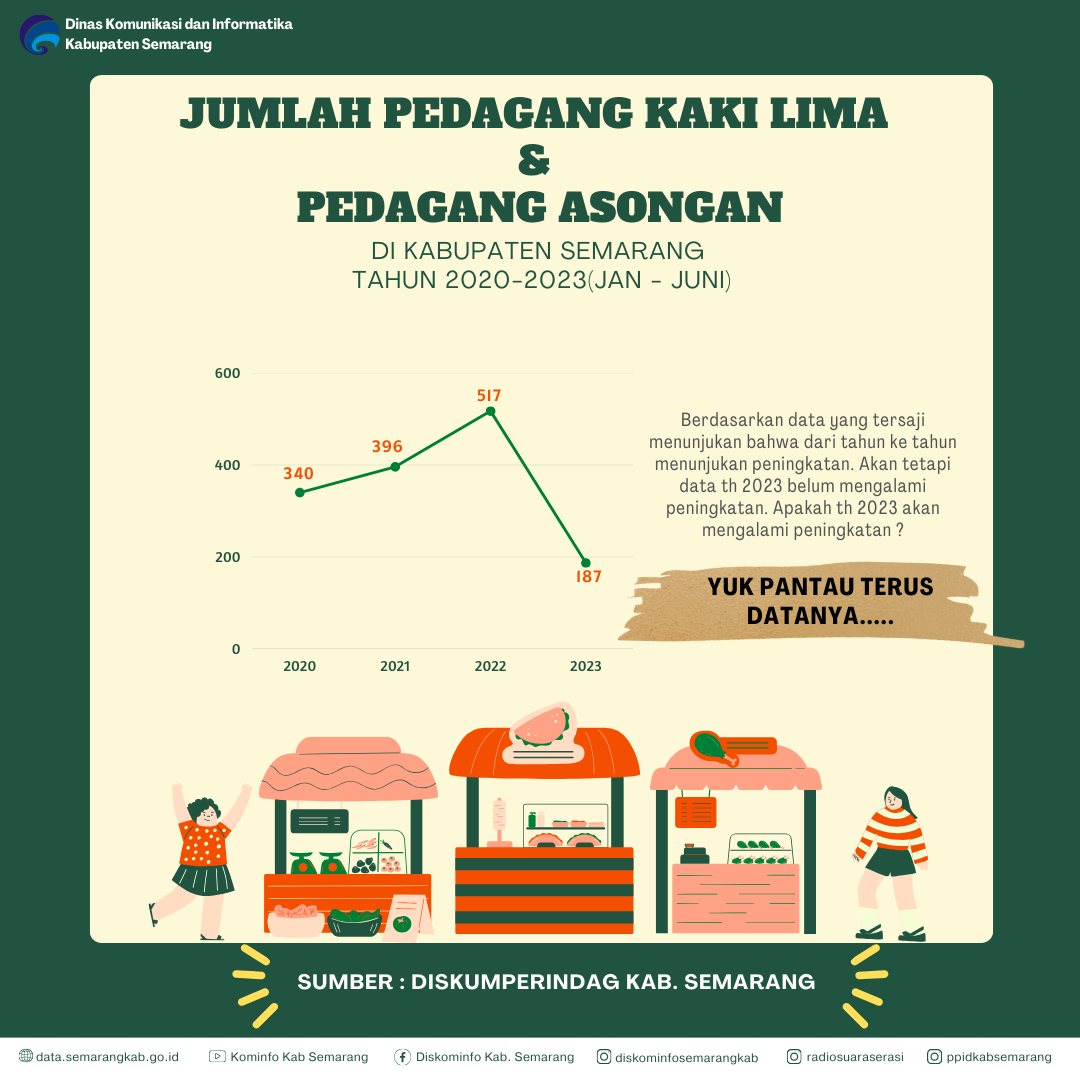 Dinas Komunikasi dan Informatika
Kabupaten Semarang
JUMLAH PEDAGANG KAKI LIMA
&
PEDAGANG ASONGAN
DI KABUPATEN SEMARANG
TAHUN 2020-2023(JAN - JUNI)
600
400
200
0
340
396
517
187
2020
2021
2022
2023
Berdasarkan data yang tersaji
menunjukan bahwa dari tahun ke tahun
menunjukan peningkatan. Akan tetapi
data th 2023 belum mengalami
peningkatan. Apakah th 2023 akan
mengalami peningkatan ?
YUK PANTAU TERUS
DATANYA.....
SUMBER : DISKUMPERINDAG KAB. SEMARANG
data.semarangkab.go.id
Kominfo Kab Semarang
Diskominfo Kab. Semarang
diskominfosemarangkab
radiosuaraserasi
ppidkabsemarang